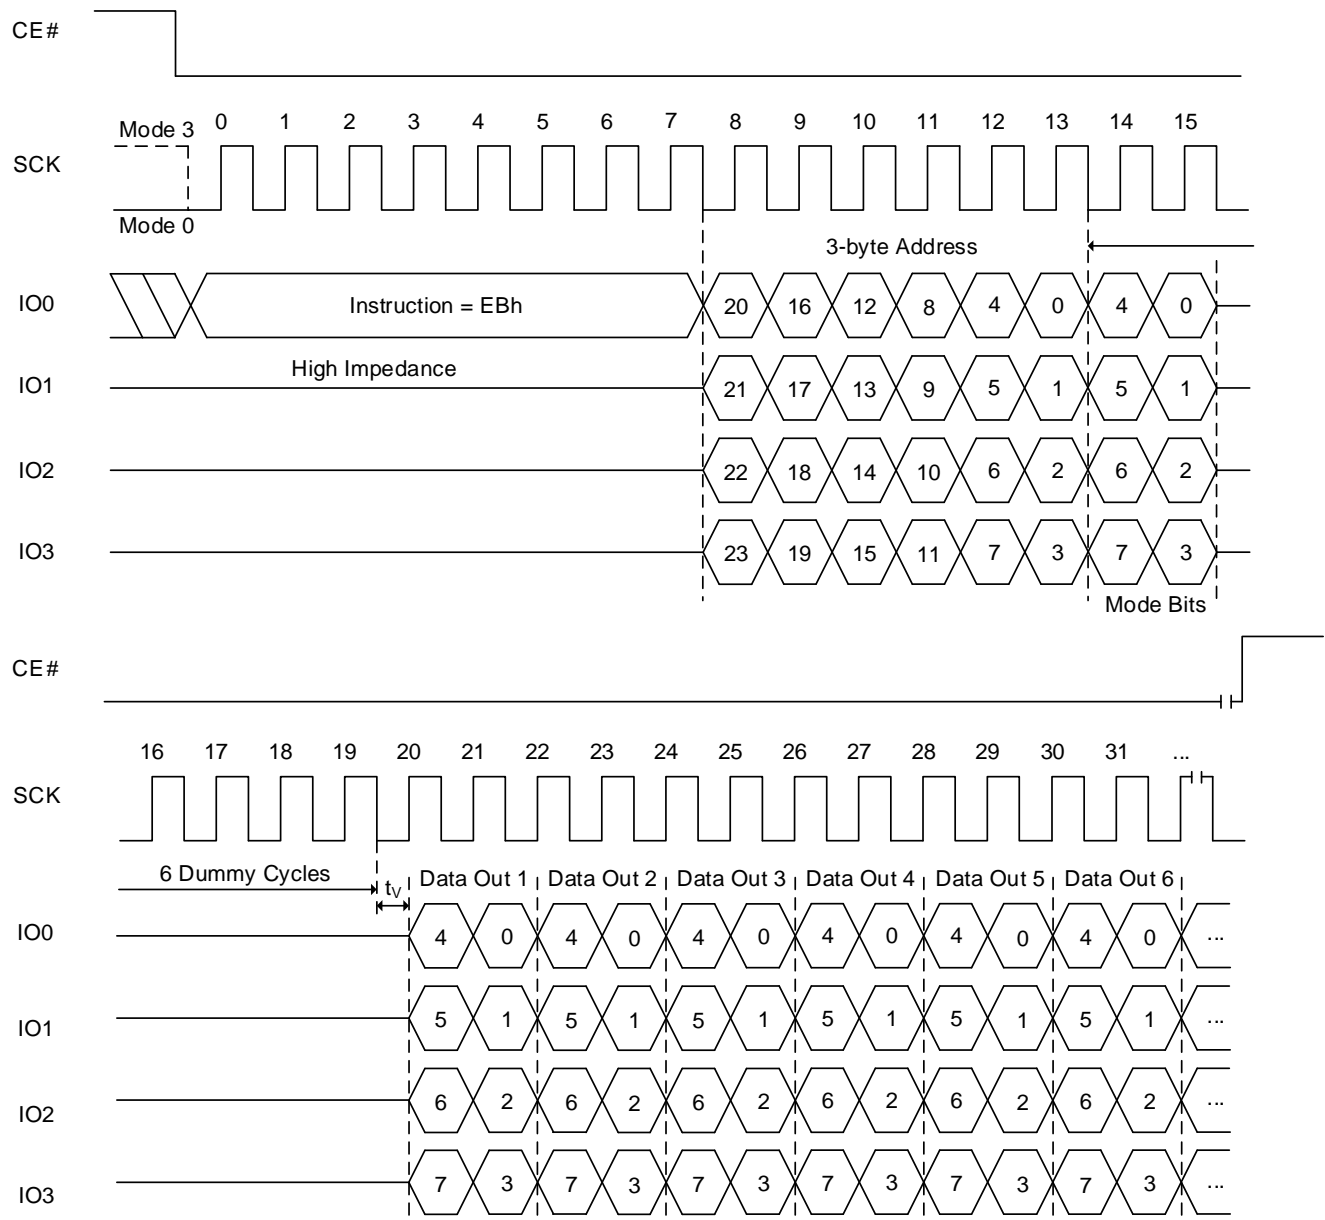 CE#
Mode 3 0 1 2 3 4 5 6 7 8 9 10 11 12 13 14 15
SCK
Mode 0
3-byte Address
IO0 Instruction = EBh 20 16 12 8 4 0 4 0
High Impedance
IO1 21 17 13 9 5 1 5 1
IO2 22 18 14 10 6 2 6 2
IO3 23 19 15 11 7 3 7 3
Mode Bits
CE#
16 17 18 19 20 21 22 23 24 25 26 27 28 29 30 31 ...
SCK
6 Dummy Cycles tV Data Out 1 Data Out 2 Data Out 3 Data Out 4 Data Out 5 Data Out 6
IO0 4 0 4 0 4 0 4 0 4 0 4 0 ...
IO1 5 1 5 1 5 1 5 1 5 1 5 1 ...
IO2 6 2 6 2 6 2 6 2 6 2 6 2 ...
IO3 7 3 7 3 7 3 7 3 7 3 7 3 ...